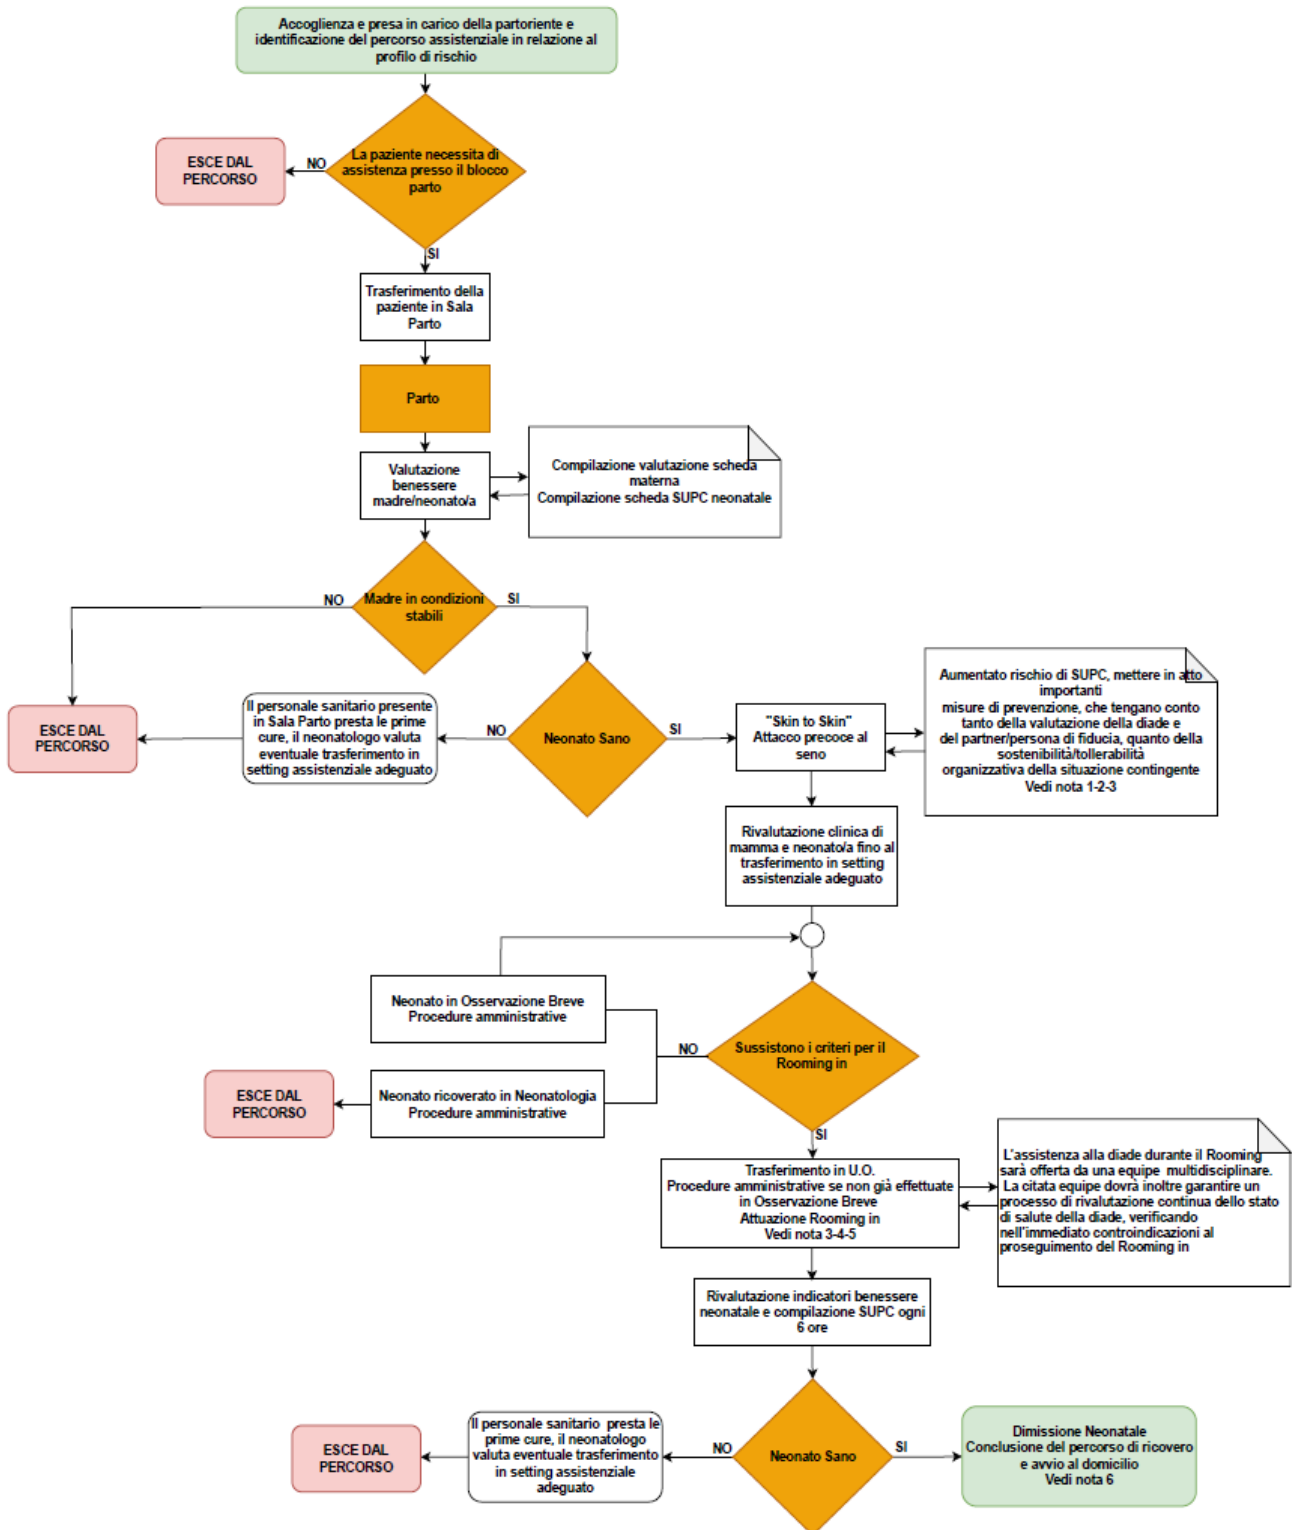 Accoglienza e presa in carico della partoriente e
identificazione del percorso assistenziale in relazione al
profilo di rischio
La paziente necessita di
assistenza presso il blocco
parto
NO
ESCE DAL
PERCORSO
SI
Trasferimento della
paziente in Sala
Parto
Parto
Valutazione
benessere
madre/neonato/a
Compilazione valutazione scheda
materna
Compilazione scheda SUPC neonatale
Madre in condizioni
stabili
NO
SI
ESCE DAL
PERCORSO
Il personale sanitario presente
in Sala Parto presta le prime
cure, il neonatologo valuta
eventuale trasferimento in
setting assistenziale adeguato
NO
Neonato Sano
SI
"Skin to Skin"
Attacco precoce al
seno
Aumentato rischio di SUPC, mettere in atto
importanti
misure di prevenzione, che tengano conto
tanto della valutazione della diade e
del partner/persona di fiducia, quanto della
sostenibilità/tollerabilità
organizzativa della situazione contingente
Vedi nota 1-2-3
Rivalutazione clinica di
mamma e neonato/a fino al
trasferimento in setting
assistenziale adeguato
Neonato in Osservazione Breve
Procedure amministrative
NO
Sussistono i criteri per il
Rooming in
ESCE DAL
PERCORSO
Neonato ricoverato in Neonatologia
Procedure amministrative
SI
Trasferimento in U.O.
Procedure amministrative se non già effettuate
in Osservazione Breve
Attuazione Rooming in
Vedi nota 3-4-5
L'assistenza alla diade durante il Rooming
sarà offerta da una equipe multidisciplinare.
La citata equipe dovrà inoltre garantire un
processo di rivalutazione continua dello stato
di salute della diade, verificando
nell'immediato controindicazioni al
proseguimento del Rooming in
Rivalutazione indicatori benessere
neonatale e compilazione SUPC ogni
6 ore
ESCE DAL
PERCORSO
Il personale sanitario presta le
prime cure, il neonatologo
valuta eventuale trasferimento
in setting assistenziale
adeguato
NO
Neonato Sano
SI
Dimissione Neonatale
Conclusione del percorso di ricovero
e avvio al domicilio
Vedi nota 6